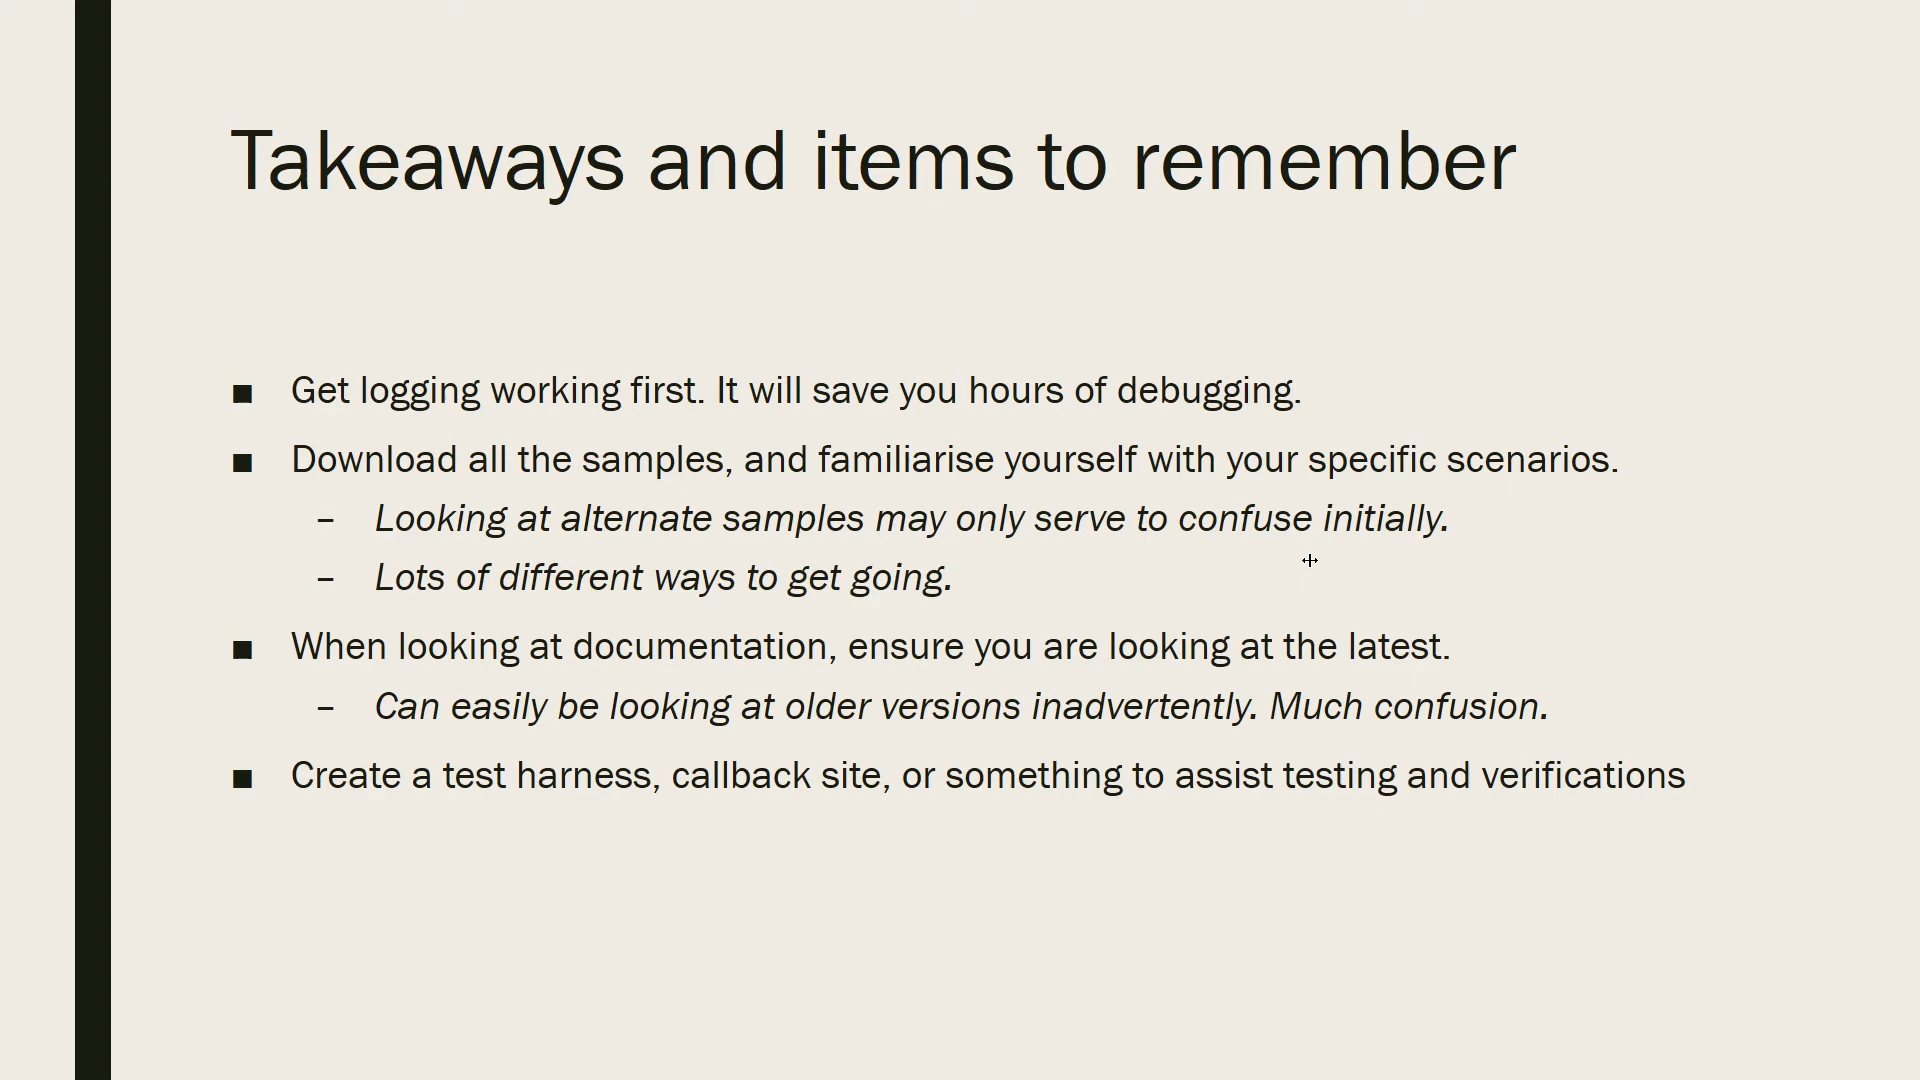 Takeaways and items to remember
■ Get logging working first. It will save you hours of debugging.
■ Download all the samples, and familiarise yourself with your specific scenarios.
– Looking at alternate samples may only serve to confuse initially.
– Lots of different ways to get going.
■ When looking at documentation, ensure you are looking at the latest.
– Can easily be looking at older versions inadvertently. Much confusion.
■ Create a test harness, callback site, or something to assist testing and verifications